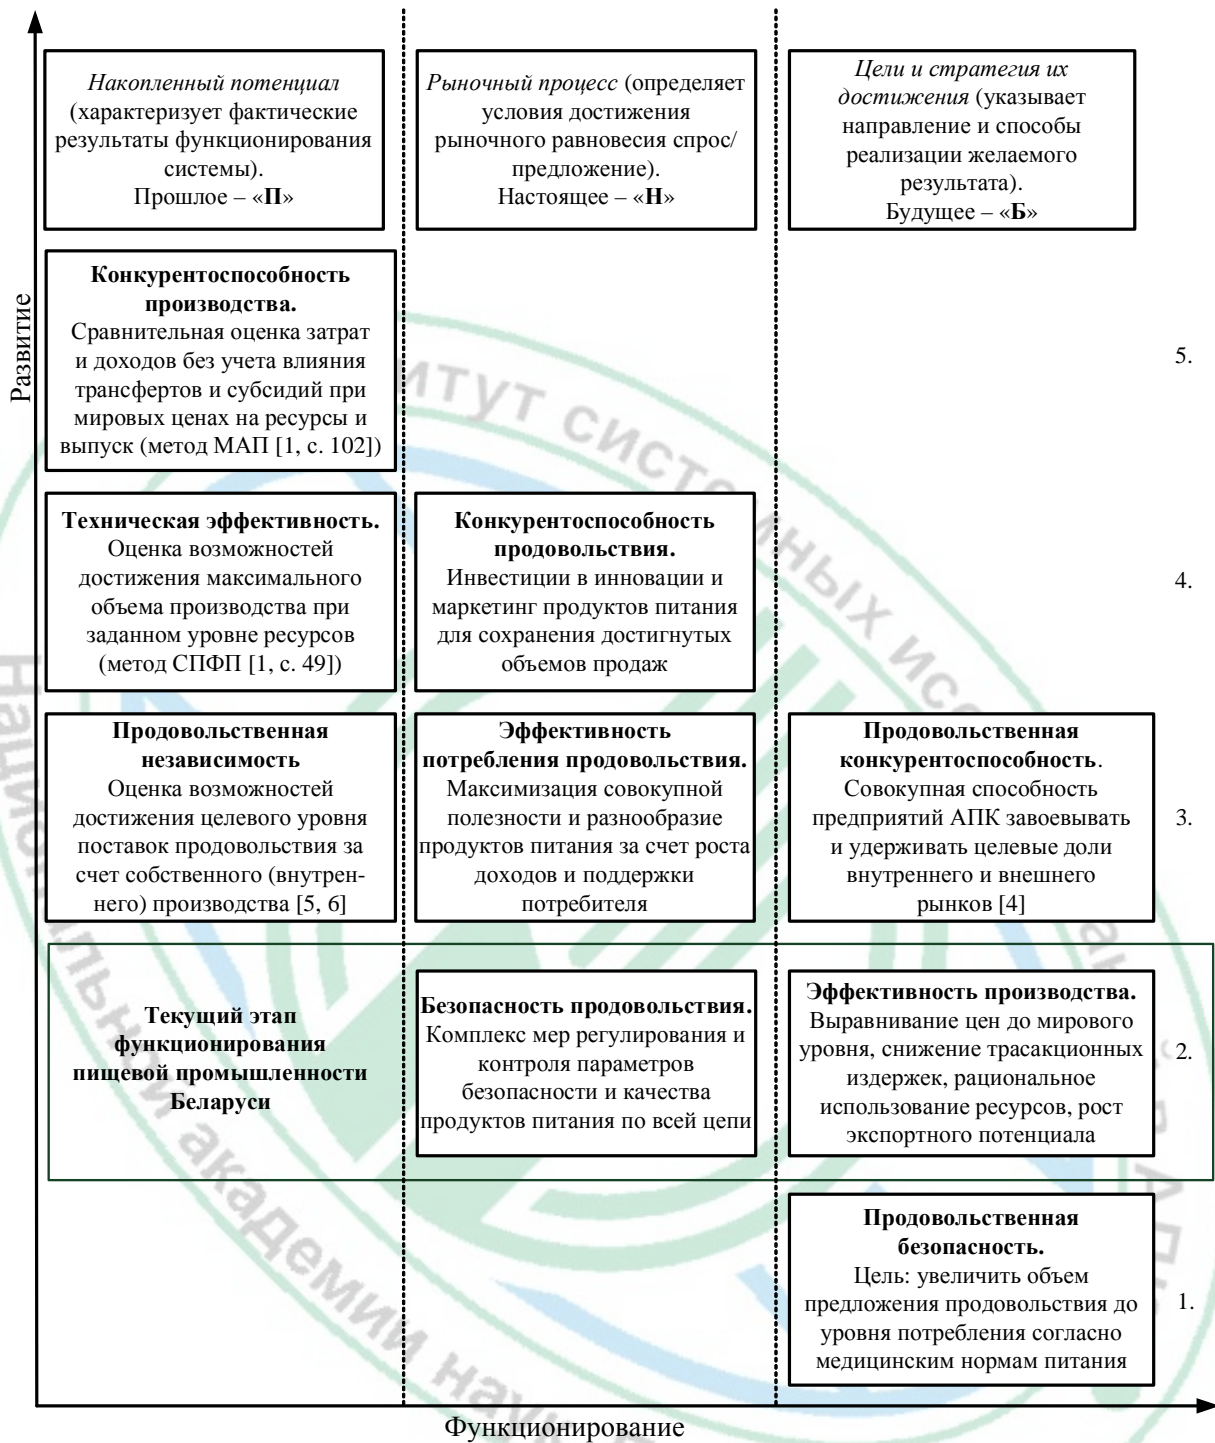 Накопленный потенциал
(характеризует фактические
результаты функционирования
системы).
Прошлое – «П»
Рыночный процесс (определяет
условия достижения
рыночного равновесия спрос/
предложение).
Настоящее – «Н»
Цели и стратегия их
достижения (указывает
направление и способы
реализации желаемого
результата).
Будущее – «Б»
Развитие
Конкурентоспособность
производства.
Сравнительная оценка затрат
и доходов без учета влияния
трансфертов и субсидий при
мировых ценах на ресурсы и
выпуск (метод МАП [1, с. 102])
5.
Техническая эффективность.
Оценка возможностей
достижения максимального
объема производства при
заданном уровне ресурсов
(метод СПФП [1, с. 49])
Конкурентоспособность
продовольствия.
Инвестиции в инновации и
маркетинг продуктов питания
для сохранения достигнутых
объемов продаж
4.
Продовольственная
независимость
Оценка возможностей
достижения целевого уровня
поставок продовольствия за
счет собственного (внутрен-
него) производства [5, 6]
Эффективность
потребления продовольствия.
Максимизация совокупной
полезности и разнообразие
продуктов питания за счет роста
доходов и поддержки
потребителя
Продовольственная
конкурентоспособность.
Совокупная способность
предприятий АПК завоевывать
и удерживать целевые доли
внутреннего и внешнего
рынков [4]
3.
Текущий этап
функционирования
пищевой промышленности
Беларуси
Безопасность продовольствия.
Комплекс мер регулирования и
контроля параметров
безопасности и качества
продуктов питания по всей цепи
Эффективность производства.
Выравнивание цен до мирового
уровня, снижение трасакционных
издержек, рациональное
использование ресурсов, рост
экспортного потенциала
2.
Продовольственная
безопасность.
Цель: увеличить объем
предложения продовольствия до
уровня потребления согласно
медицинским нормам питания
1.
Функционирование